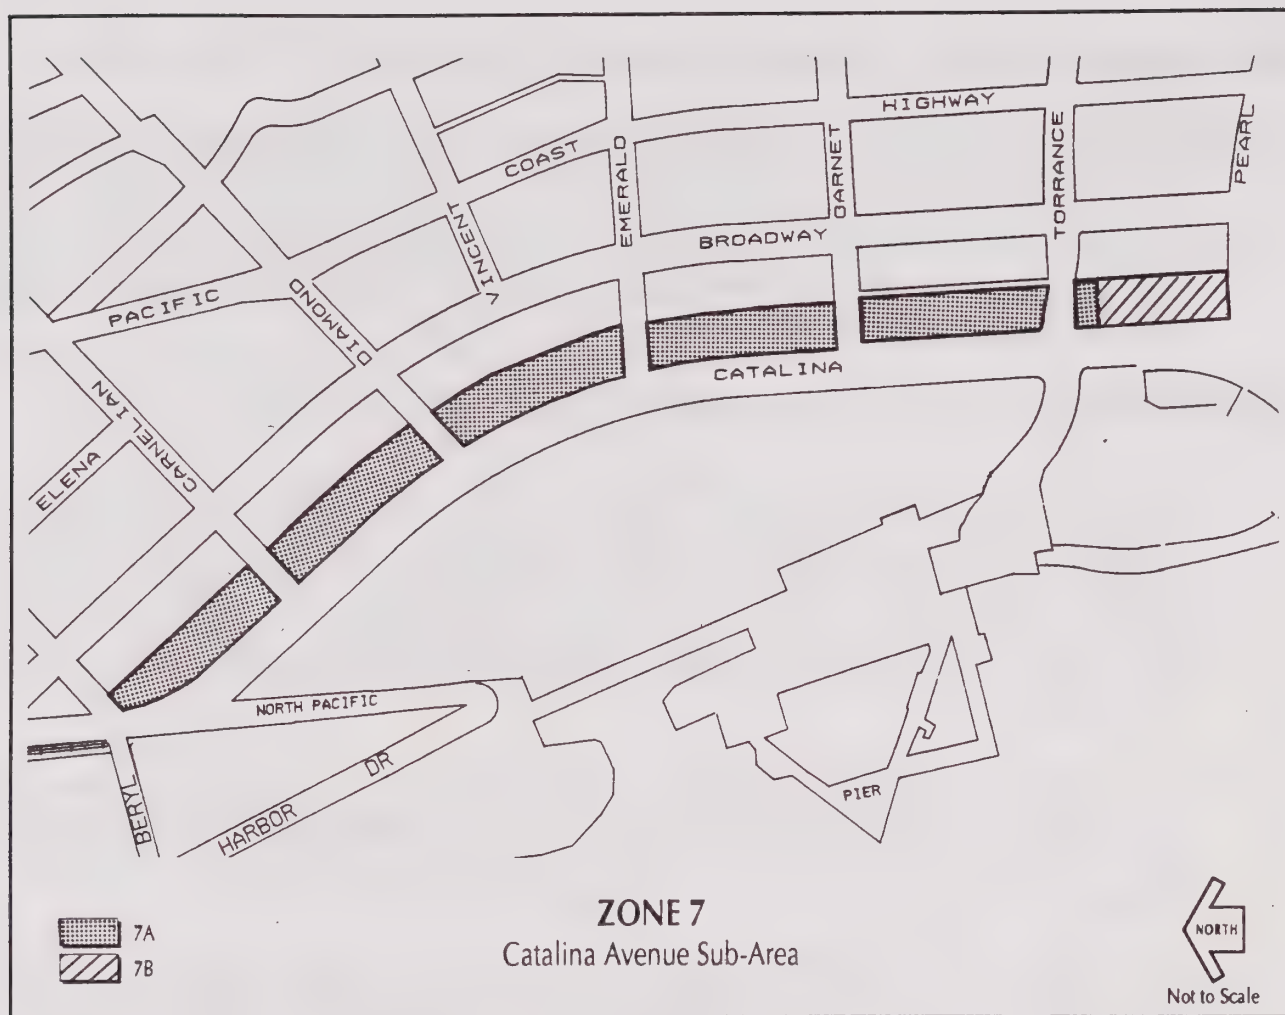 HIGHWAY
COAST
EMERALD
GARNET
TORRANCE
PEARL
VINCENT
BROADWAY
PACIFIC
DIAMOND
CATALINA
CARNELIAN
ELENA
NORTH PACIFIC
BERYL
HARBOR DR
PIER
ZONE 7
Catalina Avenue Sub-Area
7A
7B
NORTH
Not to Scale